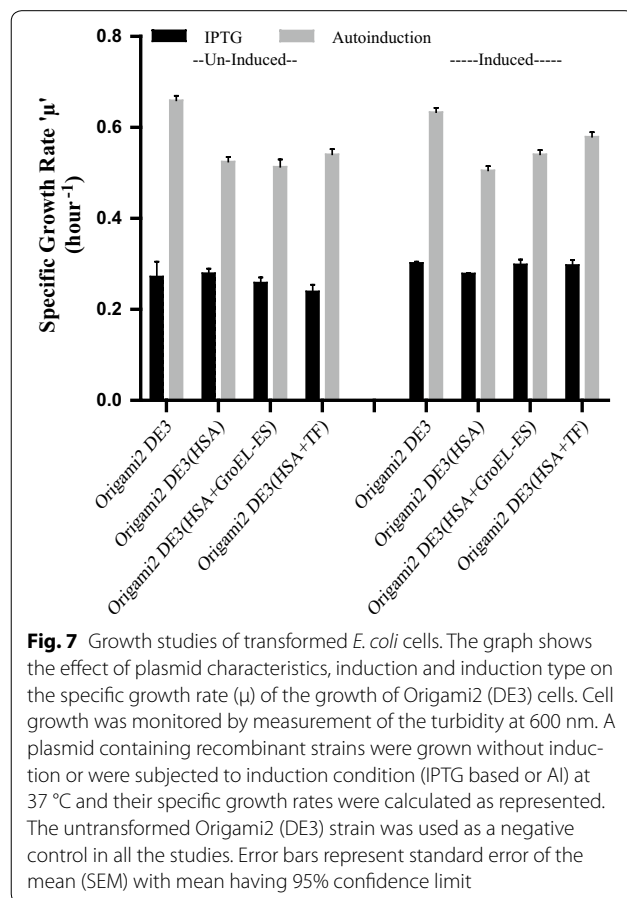 0.8
IPTG Autoinduction
--Un-Induced-- -----Induced-----
0.6
0.4
0.2
0.0
Specific Growth Rate 'μ'
(hour-1)
Origami2 DE3
Origami2 DE3(HSA)
Origami2 DE3(HSA+GroEL-ES)
Origami2 DE3(HSA+TF)
Origami2 DE3
Origami2 DE3(HSA)
Origami2 DE3(HSA+GroEL-ES)
Origami2 DE3(HSA+TF)
Fig. 7 Growth studies of transformed E. coli cells. The graph shows
the effect of plasmid characteristics, induction and induction type on
the specific growth rate (μ) of the growth of Origami2 (DE3) cells. Cell
growth was monitored by measurement of the turbidity at 600 nm. A
plasmid containing recombinant strains were grown without induc-
tion or were subjected to induction condition (IPTG based or AI) at
37 °C and their specific growth rates were calculated as represented.
The untransformed Origami2 (DE3) strain was used as a negative
control in all the studies. Error bars represent standard error of the
mean (SEM) with mean having 95% confidence limit